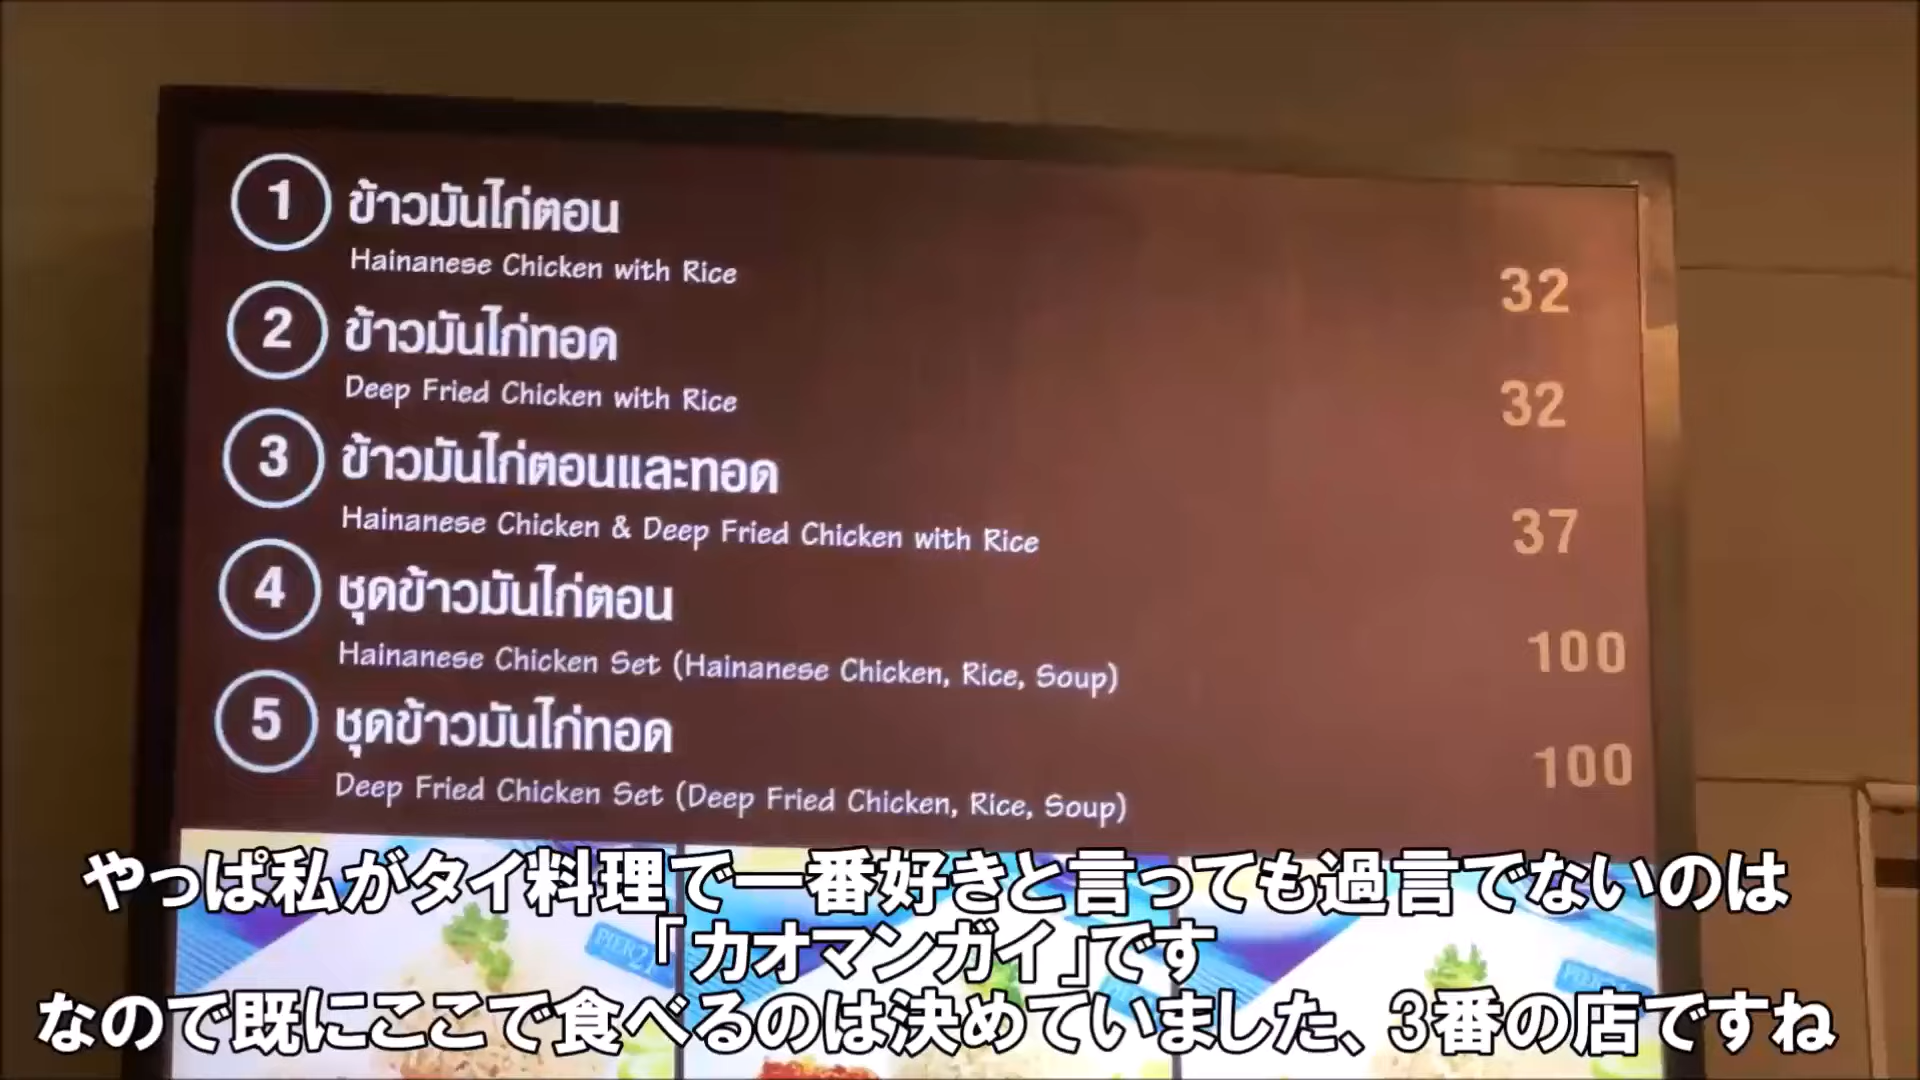 1 ข้าวมันไก่ตอน
Hainanese Chicken with Rice
32
2 ข้าวมันไก่ทอด
Deep Fried Chicken with Rice
32
3 ข้าวมันไก่ตอนและทอด
Hainanese Chicken & Deep Fried Chicken with Rice
37
4 ชุดข้าวมันไก่ตอน
Hainanese Chicken Set (Hainanese Chicken, Rice, Soup)
100
5 ชุดข้าวมันไก่ทอด
Deep Fried Chicken Set (Deep Fried Chicken, Rice, Soup)
100
やっぱ私がタイ料理で一番好きと言っても過言でないのは
PIER21
「カオマンガイ」です
なので既にここで食べるのは決めていました、3番の店ですね